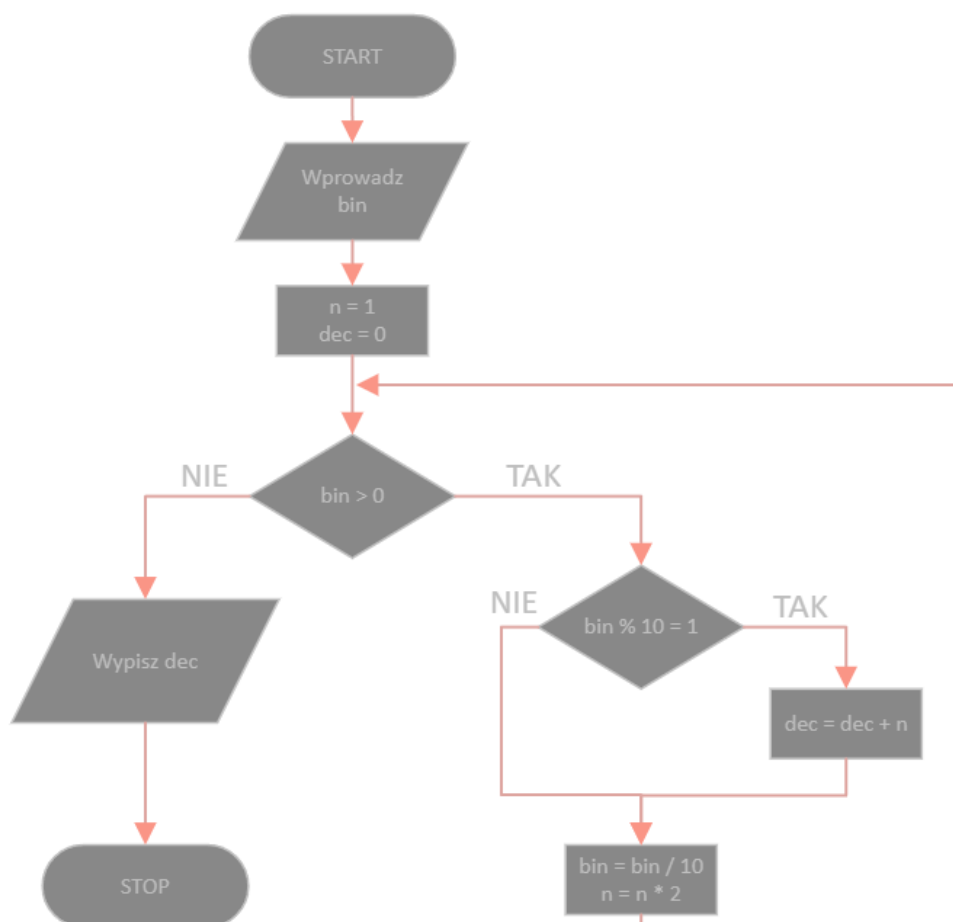 START
Wprowadz
bin
n = 1
dec = 0
bin > 0
NIE
TAK
Wypisz dec
STOP
bin % 10 = 1
NIE
TAK
dec = dec + n
bin = bin / 10
n = n * 2